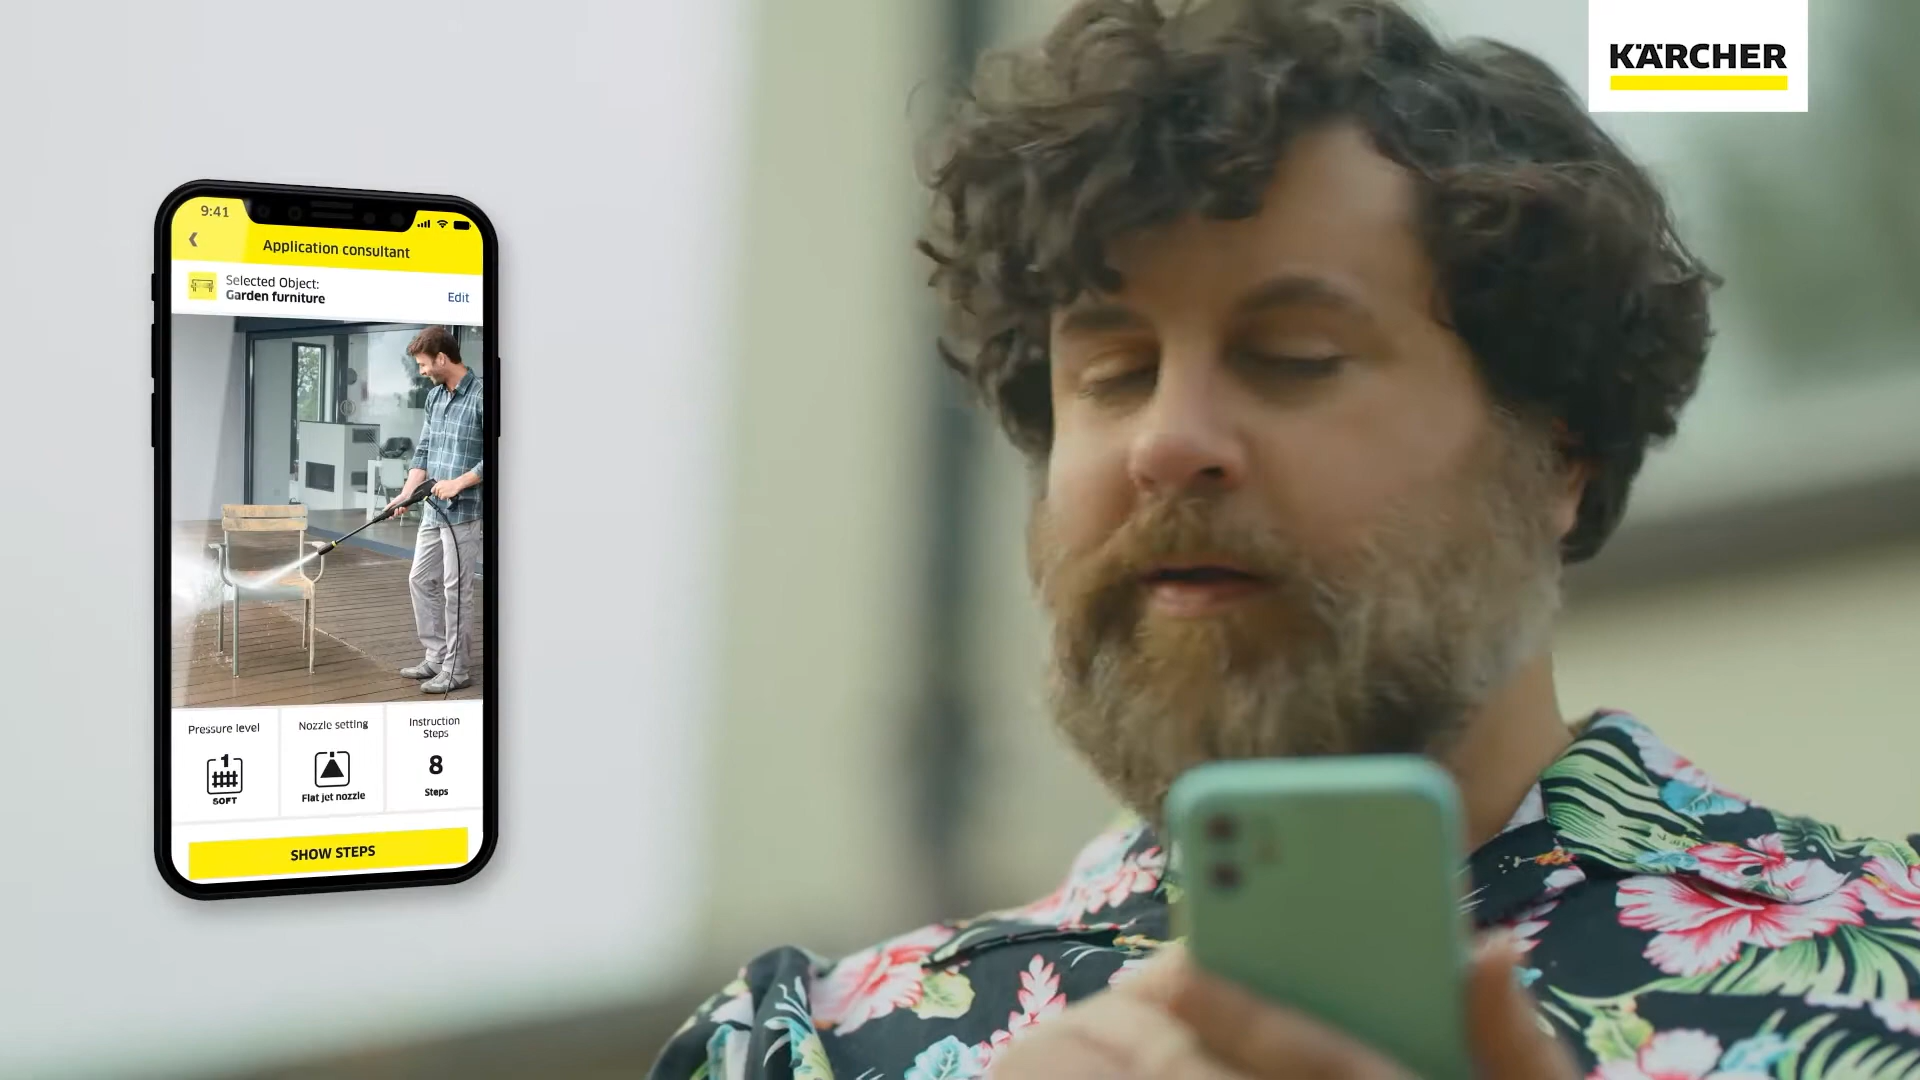 KÄRCHER
9:41
Application consultant
Selected Object:
Garden furniture
Edit
Pressure level
1
SOFT
Nozzle setting
Flat jet nozzle
Instruction
Steps
8
Steps
SHOW STEPS